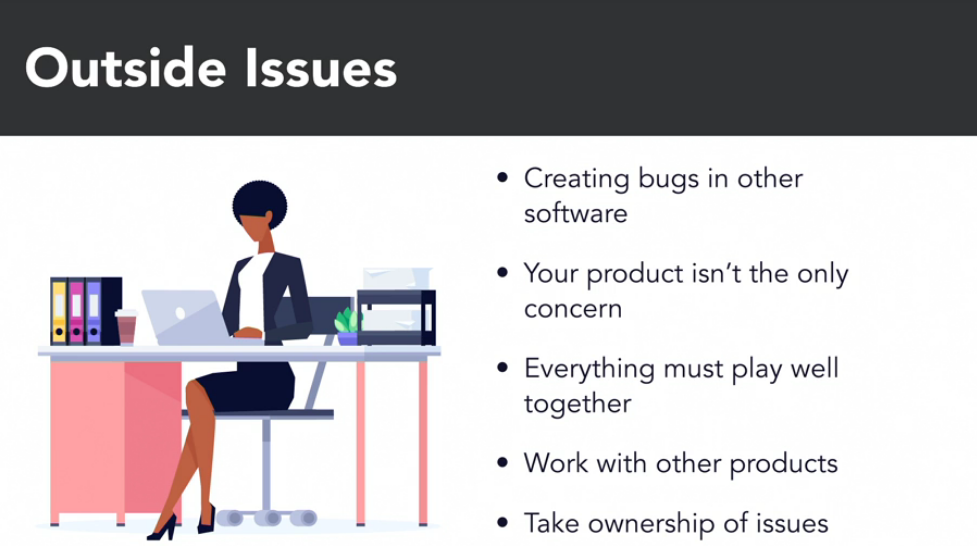 Outside Issues
• Creating bugs in other
software
• Your product isn’t the only
concern
• Everything must play well
together
• Work with other products
• Take ownership of issues